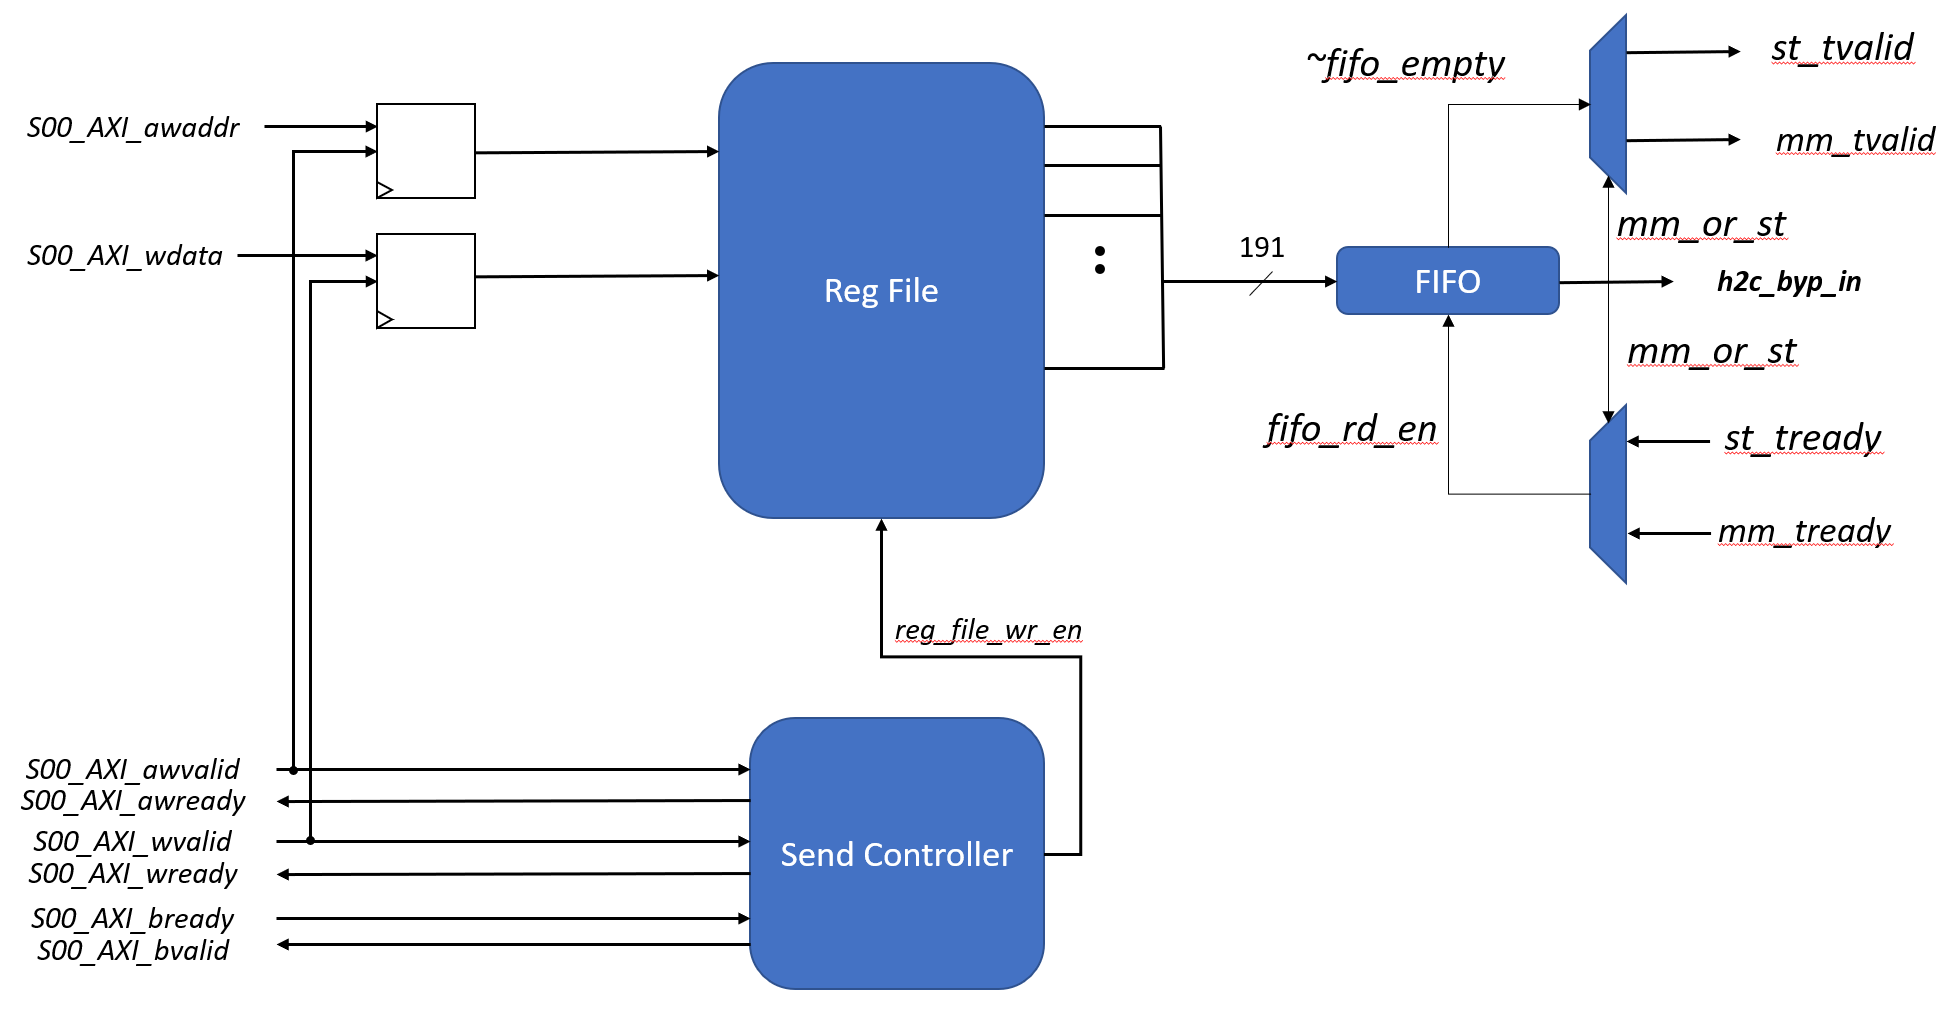 S00_AXI_awaddr
S00_AXI_wdata
Reg File
191
~fifo_empty
FIFO
fifo_rd_en
st_tvalid
mm_tvalid
mm_or_st
h2c_byp_in
mm_or_st
st_tready
mm_tready
reg_file_wr_en
S00_AXI_awvalid
S00_AXI_awready
S00_AXI_wvalid
S00_AXI_wready
S00_AXI_bready
S00_AXI_bvalid
Send Controller